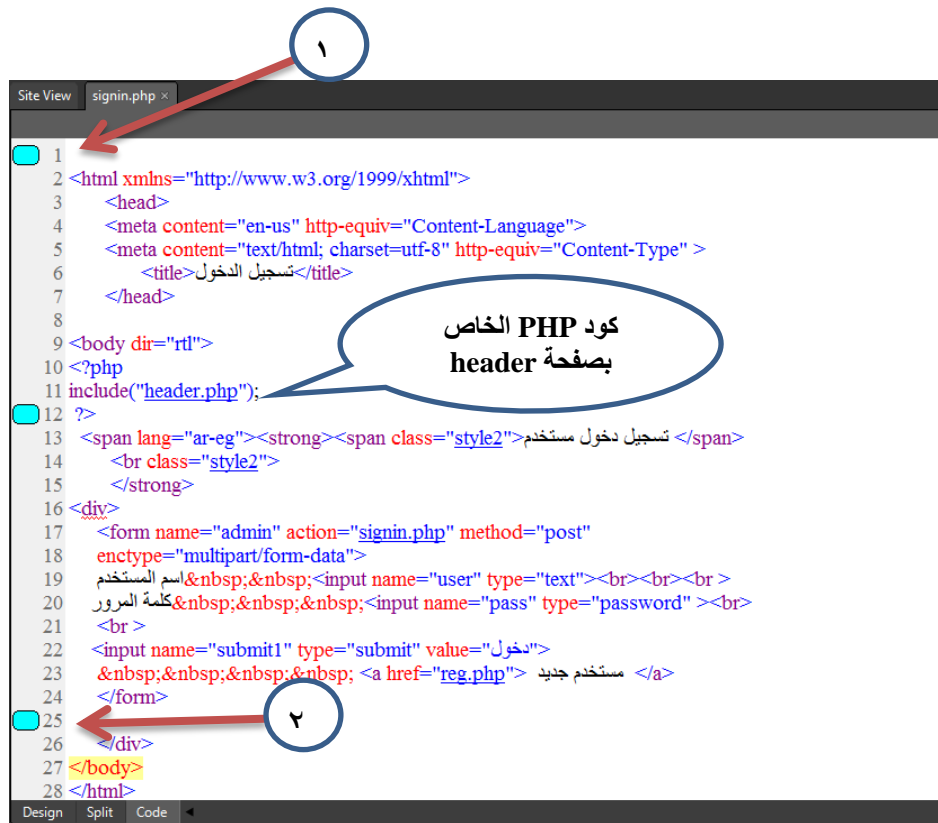 ١
Site View signin.php ×
1
2 <html xmlns="http://www.w3.org/1999/xhtml">
3 <head>
4 <meta content="en-us" http-equiv="Content-Language">
5 <meta content="text/html; charset=utf-8" http-equiv="Content-Type" >
6 <title>تسجيل الدخول</title>
7 </head>
8
كود PHP الخاص
بصفحة header
9 <body dir="rtl">
10 <?php
11 include("header.php");
12 ?>
13 <span lang="ar-eg"><strong><span class="style2">تسجيل دخول مستخدم </span>
14 <br class="style2">
15 </strong>
16 <div>
17 <form name="admin" action="signin.php" method="post"
18 enctype="multipart/form-data">
19 اسم المستخدم&nbsp;&nbsp;<input name="user" type="text"><br><br><br >
20 كلمة المرور&nbsp;&nbsp;&nbsp;<input name="pass" type="password" ><br>
21 <br >
22 <input name="submit1" type="submit" value="دخول">
23 &nbsp;&nbsp;&nbsp;&nbsp; <a href="reg.php"> مستخدم جديد </a>
24 </form>
٢
25
26 </div>
27 </body>
28 </html>
Design Split Code